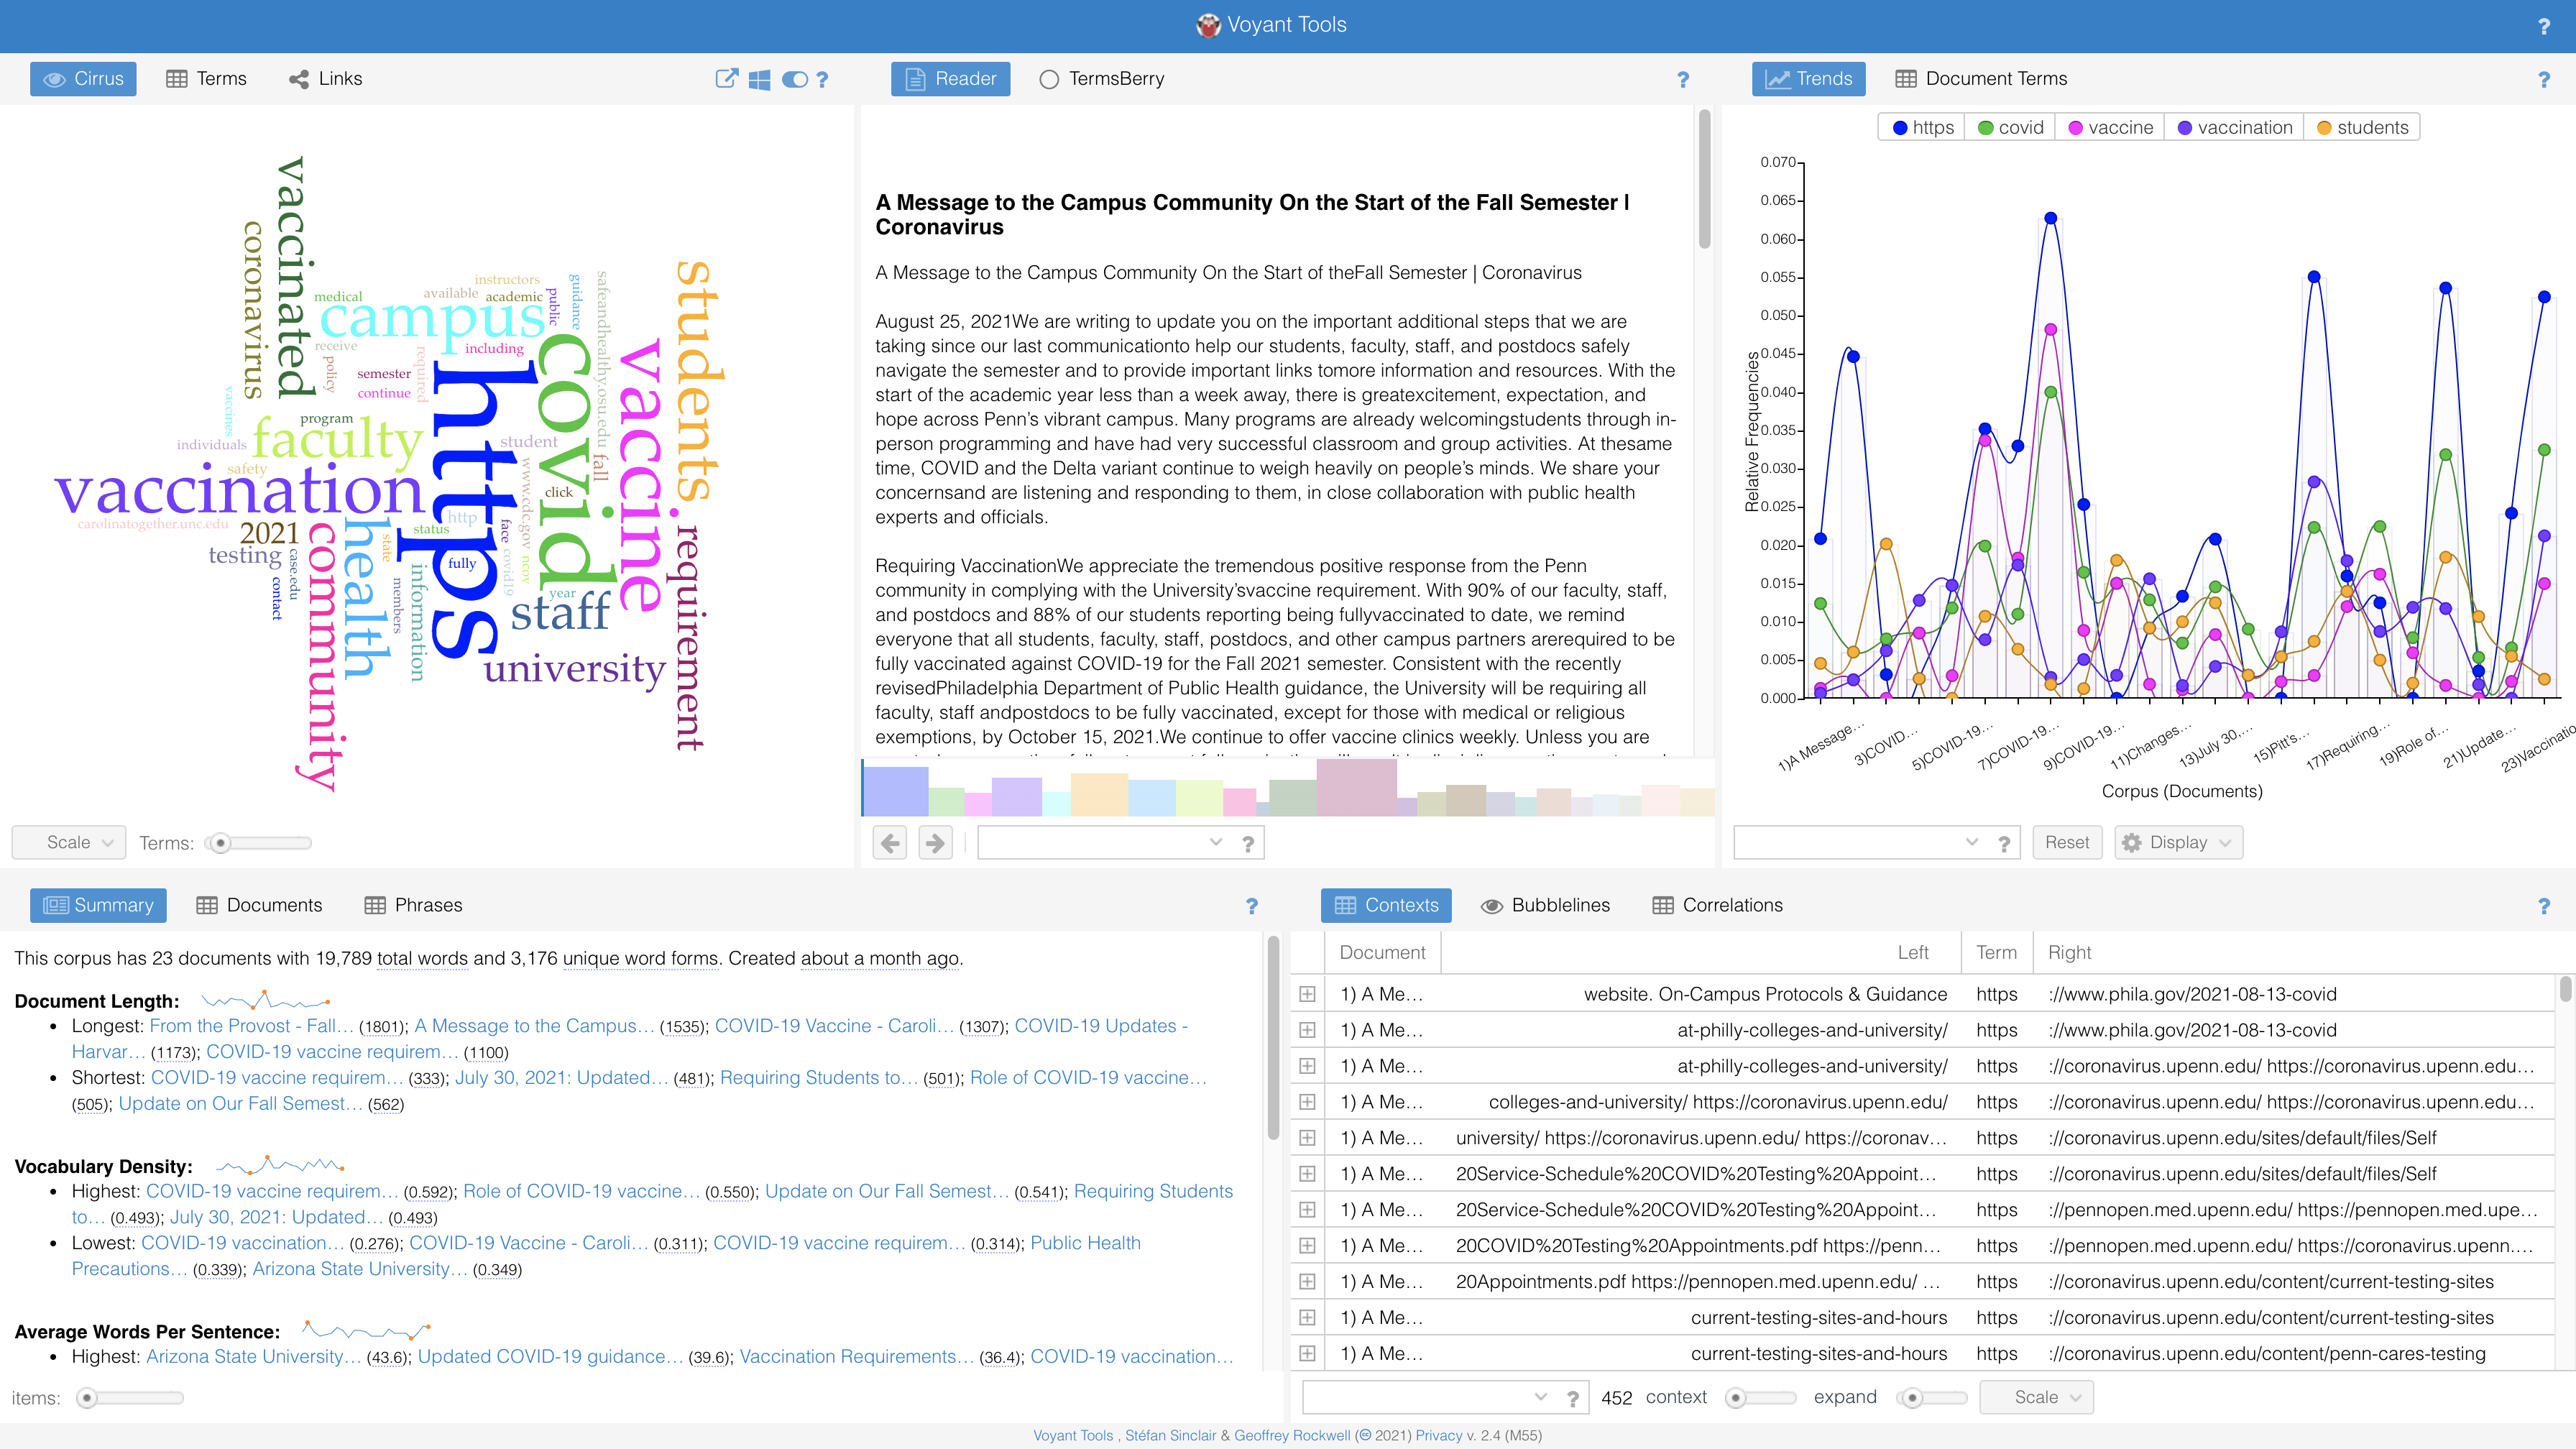 Voyant Tools
?
Cirrus Terms Links ?
vaccinated
coronavirus
medical
campus
instructors
available academic
public
guidance
safeandhealthy.osu.edu
students
receive
policy
required
including
semester
continue
vaccines
program
individuals
faculty
safety
vaccination
https
covid
vaccine
student
fall
click
www.cdc.gov
ncov
carolinatogether.unc.edu
2021
testing
case.edu
contact
community
health
state
status
http
face
covid19
fully
members
information
year
staff
university
requirement
Scale Terms:
Reader TermsBerry ?
A Message to the Campus Community On the Start of the Fall Semester |
Coronavirus
A Message to the Campus Community On the Start of theFall Semester | Coronavirus
August 25, 2021We are writing to update you on the important additional steps that we are
taking since our last communicationto help our students, faculty, staff, and postdocs safely
navigate the semester and to provide important links tomore information and resources. With the
start of the academic year less than a week away, there is greatexcitement, expectation, and
hope across Penn’s vibrant campus. Many programs are already welcomingstudents through in-
person programming and have had very successful classroom and group activities. At thesame
time, COVID and the Delta variant continue to weigh heavily on people’s minds. We share your
concernsand are listening and responding to them, in close collaboration with public health
experts and officials.
Requiring VaccinationWe appreciate the tremendous positive response from the Penn
community in complying with the University’svaccine requirement. With 90% of our faculty, staff,
and postdocs and 88% of our students reporting being fullyvaccinated to date, we remind
everyone that all students, faculty, staff, postdocs, and other campus partners arerequired to be
fully vaccinated against COVID-19 for the Fall 2021 semester. Consistent with the recently
revisedPhiladelphia Department of Public Health guidance, the University will be requiring all
faculty, staff andpostdocs to be fully vaccinated, except for those with medical or religious
exemptions, by October 15, 2021.We continue to offer vaccine clinics weekly. Unless you are
?
Trends Document Terms ?
https covid vaccine vaccination students
Relative Frequencies
0.070
0.065
0.060
0.055
0.050
0.045
0.040
0.035
0.030
0.025
0.020
0.015
0.010
0.005
0.000
1)A Message… 3)COVID… 5)COVID-19… 7)COVID-19… 9)COVID-19… 11)Changes… 13)July 30,… 15)Pitt's… 17)Requiring… 19)Role of… 21)Update… 23)Vaccinatio
Corpus (Documents)
? Reset Display
Summary Documents Phrases ?
This corpus has 23 documents with 19,789 total words and 3,176 unique word forms. Created about a month ago.
Document Length:
• Longest: From the Provost - Fall… (1801); A Message to the Campus… (1535); COVID-19 Vaccine - Caroli… (1307); COVID-19 Updates -
Harvar… (1173); COVID-19 vaccine requirem… (1100)
• Shortest: COVID-19 vaccine requirem… (333); July 30, 2021: Updated… (481); Requiring Students to… (501); Role of COVID-19 vaccine…
(505); Update on Our Fall Semest… (562)
Vocabulary Density:
• Highest: COVID-19 vaccine requirem… (0.592); Role of COVID-19 vaccine… (0.550); Update on Our Fall Semest… (0.541); Requiring Students
to… (0.493); July 30, 2021: Updated… (0.493)
• Lowest: COVID-19 vaccination… (0.276); COVID-19 Vaccine - Caroli… (0.311); COVID-19 vaccine requirem… (0.314); Public Health
Precautions… (0.339); Arizona State University… (0.349)
Average Words Per Sentence:
• Highest: Arizona State University… (43.6); Updated COVID-19 guidance… (39.6); Vaccination Requirements… (36.4); COVID-19 vaccination…
items:
Contexts Bubblelines Correlations ?
Document Left Term Right
1) A Me… website. On-Campus Protocols & Guidance https ://www.phila.gov/2021-08-13-covid
1) A Me… at-philly-colleges-and-university/ https ://www.phila.gov/2021-08-13-covid
1) A Me… at-philly-colleges-and-university/ https ://coronavirus.upenn.edu/ https://coronavirus.upenn.edu…
1) A Me… colleges-and-university/ https://coronavirus.upenn.edu/ https ://coronavirus.upenn.edu/ https://coronavirus.upenn.edu…
1) A Me… university/ https://coronavirus.upenn.edu/ https://coronav… https ://coronavirus.upenn.edu/sites/default/files/Self
1) A Me… 20Service-Schedule%20COVID%20Testing%20Appoint… https ://coronavirus.upenn.edu/sites/default/files/Self
1) A Me… 20Service-Schedule%20COVID%20Testing%20Appoint… https ://pennopen.med.upenn.edu/ https://pennopen.med.upe…
1) A Me… 20COVID%20Testing%20Appointments.pdf https://penn… https ://pennopen.med.upenn.edu/ https://coronavirus.upenn.…
1) A Me… 20Appointments.pdf https://pennopen.med.upenn.edu/ … https ://coronavirus.upenn.edu/content/current-testing-sites
1) A Me… current-testing-sites-and-hours https ://coronavirus.upenn.edu/content/current-testing-sites
1) A Me… current-testing-sites-and-hours https ://coronavirus.upenn.edu/content/penn-cares-testing
? 452 context expand Scale
Voyant Tools , Stéfan Sinclair & Geoffrey Rockwell (🄯 2021) Privacy v. 2.4 (M55)